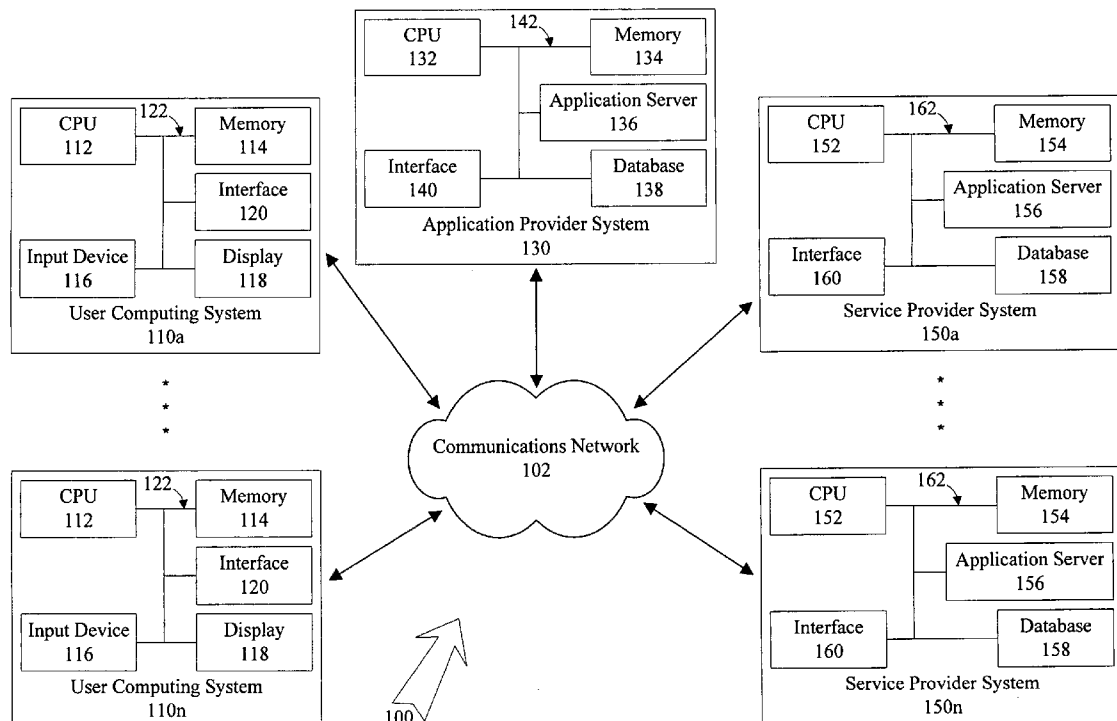 CPU
132
142
Memory
134
Application Server
136
Interface
140
Database
138
Application Provider System
130
CPU
112
122
Memory
114
Interface
120
Input Device
116
Display
118
User Computing System
110a
*
*
*
CPU
152
162
Memory
154
Application Server
156
Interface
160
Database
158
Service Provider System
150a
*
*
*
Communications Network
102
CPU
112
122
Memory
114
Interface
120
Input Device
116
Display
118
User Computing System
110n
100
CPU
152
162
Memory
154
Application Server
156
Interface
160
Database
158
Service Provider System
150n